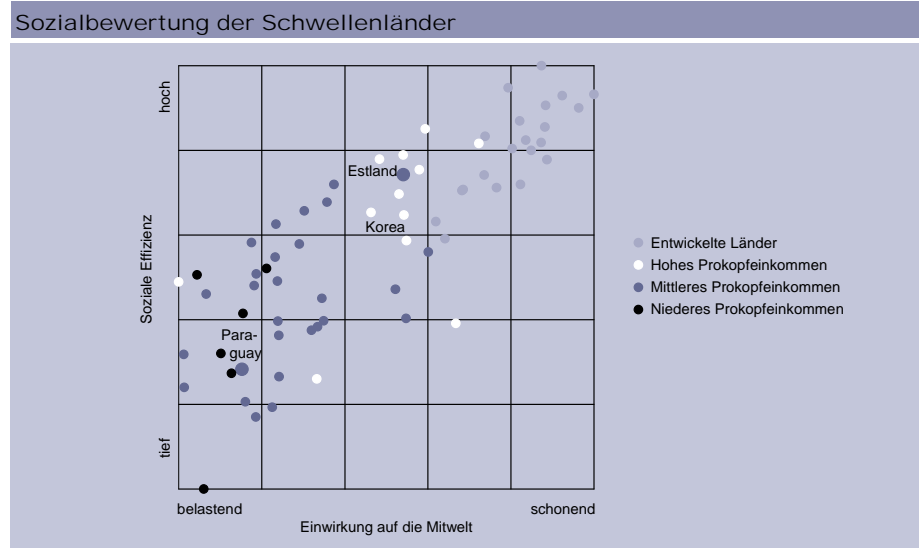 Sozialbewertung der Schwellenländer
hoch
Soziale Effizienz
tief
Estland
Korea
Para-
guay
belastend
schonend
Einwirkung auf die Mitwelt
Entwickelte Länder
Hohes Prokopfeinkommen
Mittleres Prokopfeinkommen
Niederes Prokopfeinkommen